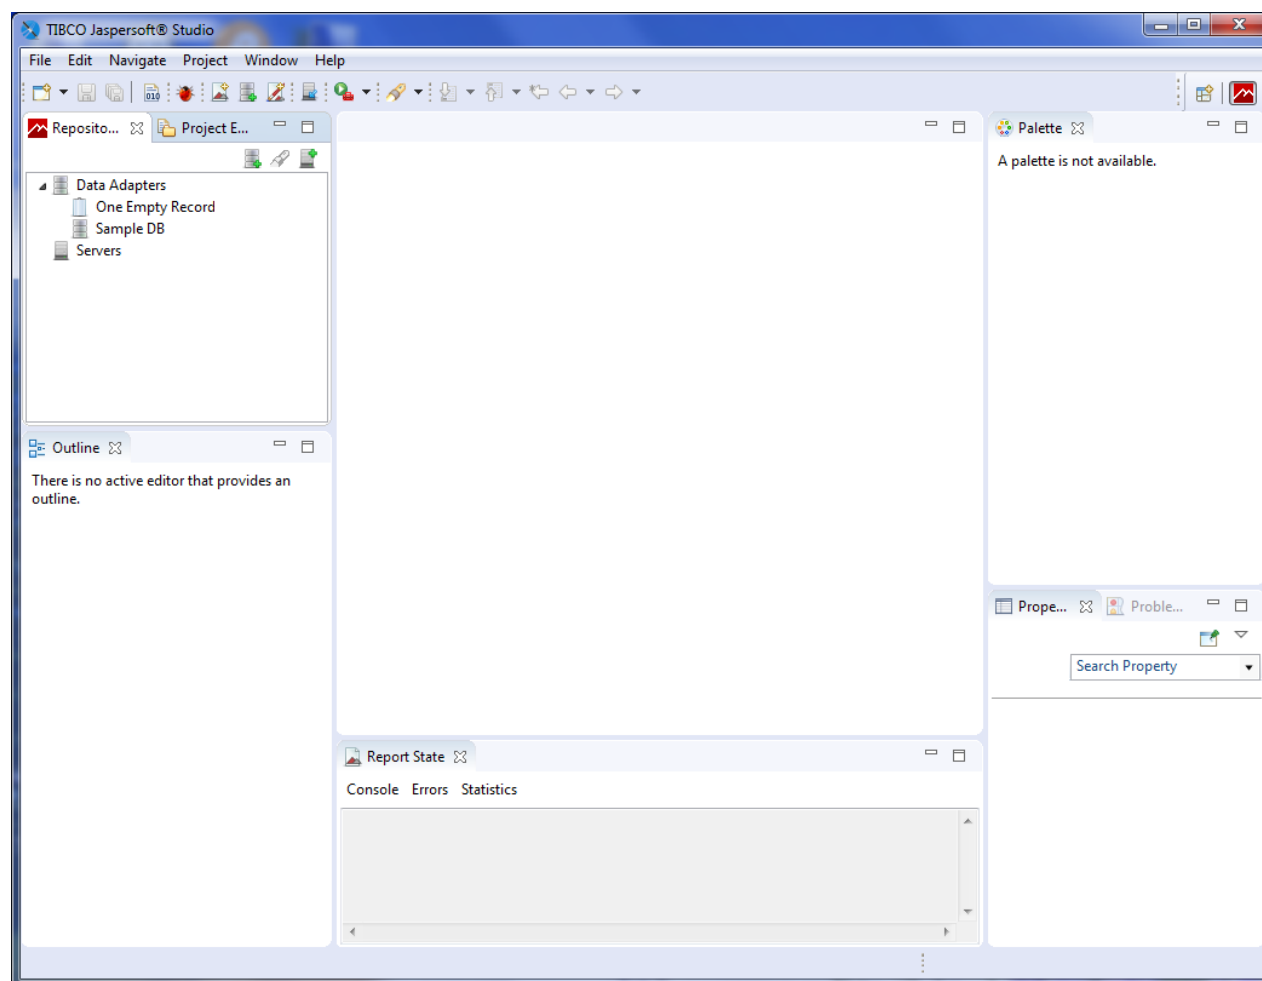 TIBCO Jaspersoft® Studio
File Edit Navigate Project Window Help
010
Reposito... Project E...
Data Adapters
One Empty Record
Sample DB
Servers
Outline
There is no active editor that provides an
outline.
Palette
A palette is not available.
Prope... Proble...
Search Property
Report State
Console Errors Statistics